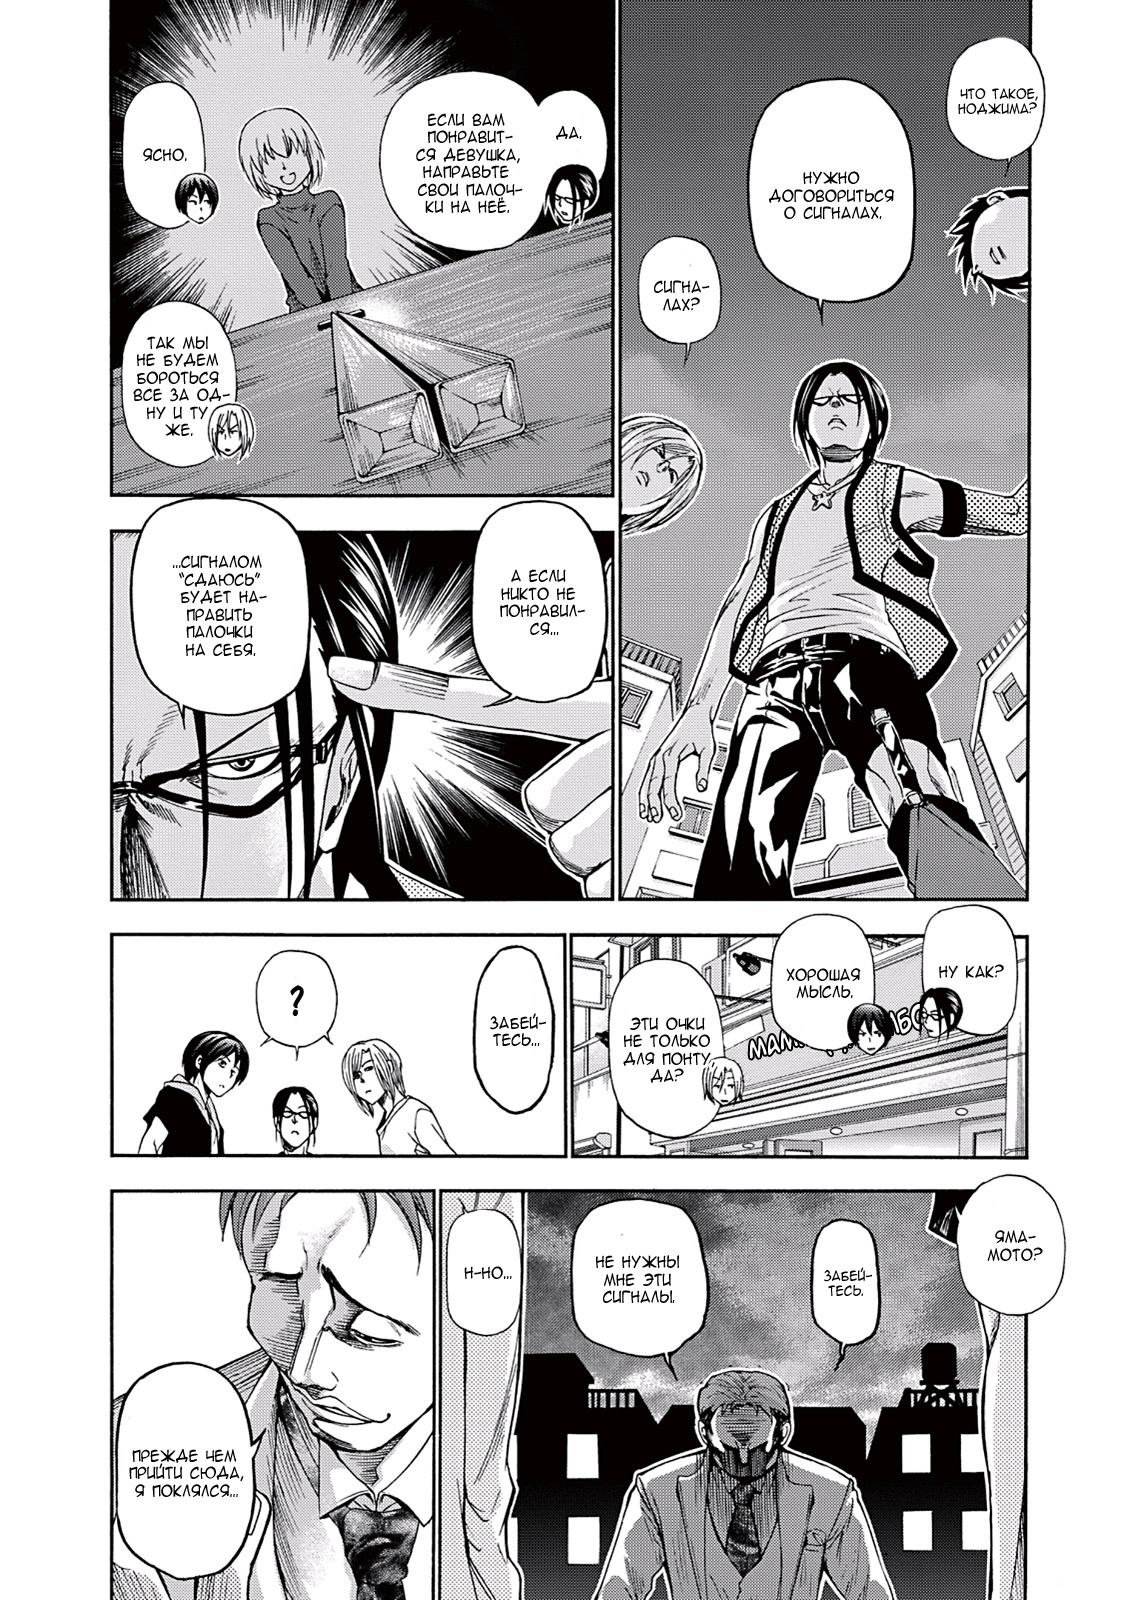 НУЖНО
ДОГОВОРИТЬСЯ
О СИГНАЛАХ.
ЧТО ТАКОЕ,
НОДЖИМА?
СИГНА-
ЛАХ?
ДА.
ЕСЛИ ВАМ
ПОНРАВИТ-
СЯ ДЕВУШКА,
НАПРАВЬТЕ
СВОИ ПАЛОЧ-
КИ НА НЕЁ.
ЯСНО.
ТАК МЫ
НЕ БУДЕМ
БОРОТЬСЯ
ВСЕ ЗА ОД-
НУ И ТУ
ЖЕ.
А ЕСЛИ
НИКТО НЕ
ПОНРАВИЛ-
СЯ...
...СИГНАЛОМ
"СДАЮСЬ"
БУДЕТ НА-
ПРАВИТЬ
ПАЛОЧКИ
НА СЕБЯ.
НУ КАК?
ХОРОШАЯ
МЫСЛЬ.
ЭТИ ОЧКИ
НЕ ТОЛЬКО
ДЛЯ ПОНТУ,
ДА?
ЗАБЕЙ-
ТЕСЬ...
?
ЯМА-
МОТО?
ЗАБЕЙ-
ТЕСЬ.
НЕ НУЖНЫ
МНЕ ЭТИ
СИГНАЛЫ.
Н-НО...
ПРЕЖДЕ ЧЕМ
ПРИЙТИ СЮДА,
Я ПОКЛЯЛСЯ...